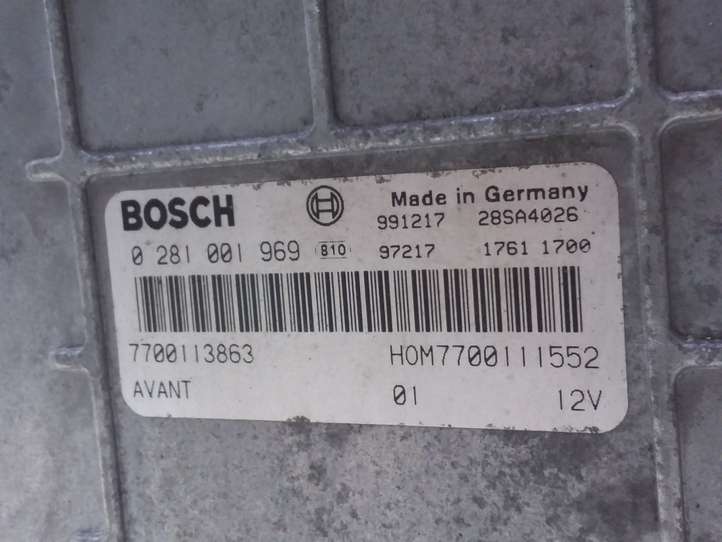 BOSCH Made in Germany
991217 28SA4026
0 281 001 969 810 97217 1761 1700
7700113863 HOM7700111552
AVANT 01 12V